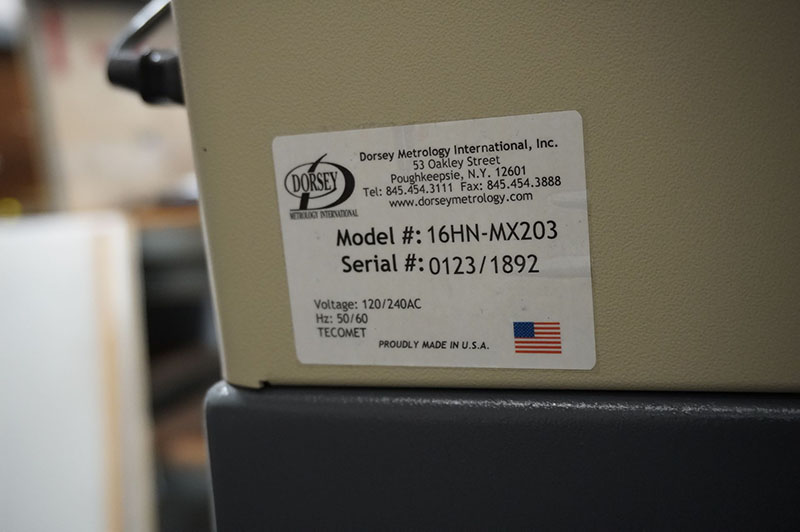 DORSEY
METROLOGY INTERNATIONAL
Dorsey Metrology International, Inc.
53 Oakley Street
Poughkeepsie, N.Y. 12601
Tel: 845.454.3111 Fax: 845.454.3888
www.dorseymetrology.com
Model #: 16HN-MX203
Serial #: 0123/1892
Voltage: 120/240AC
Hz: 50/60
TECOMET
PROUDLY MADE IN U.S.A.